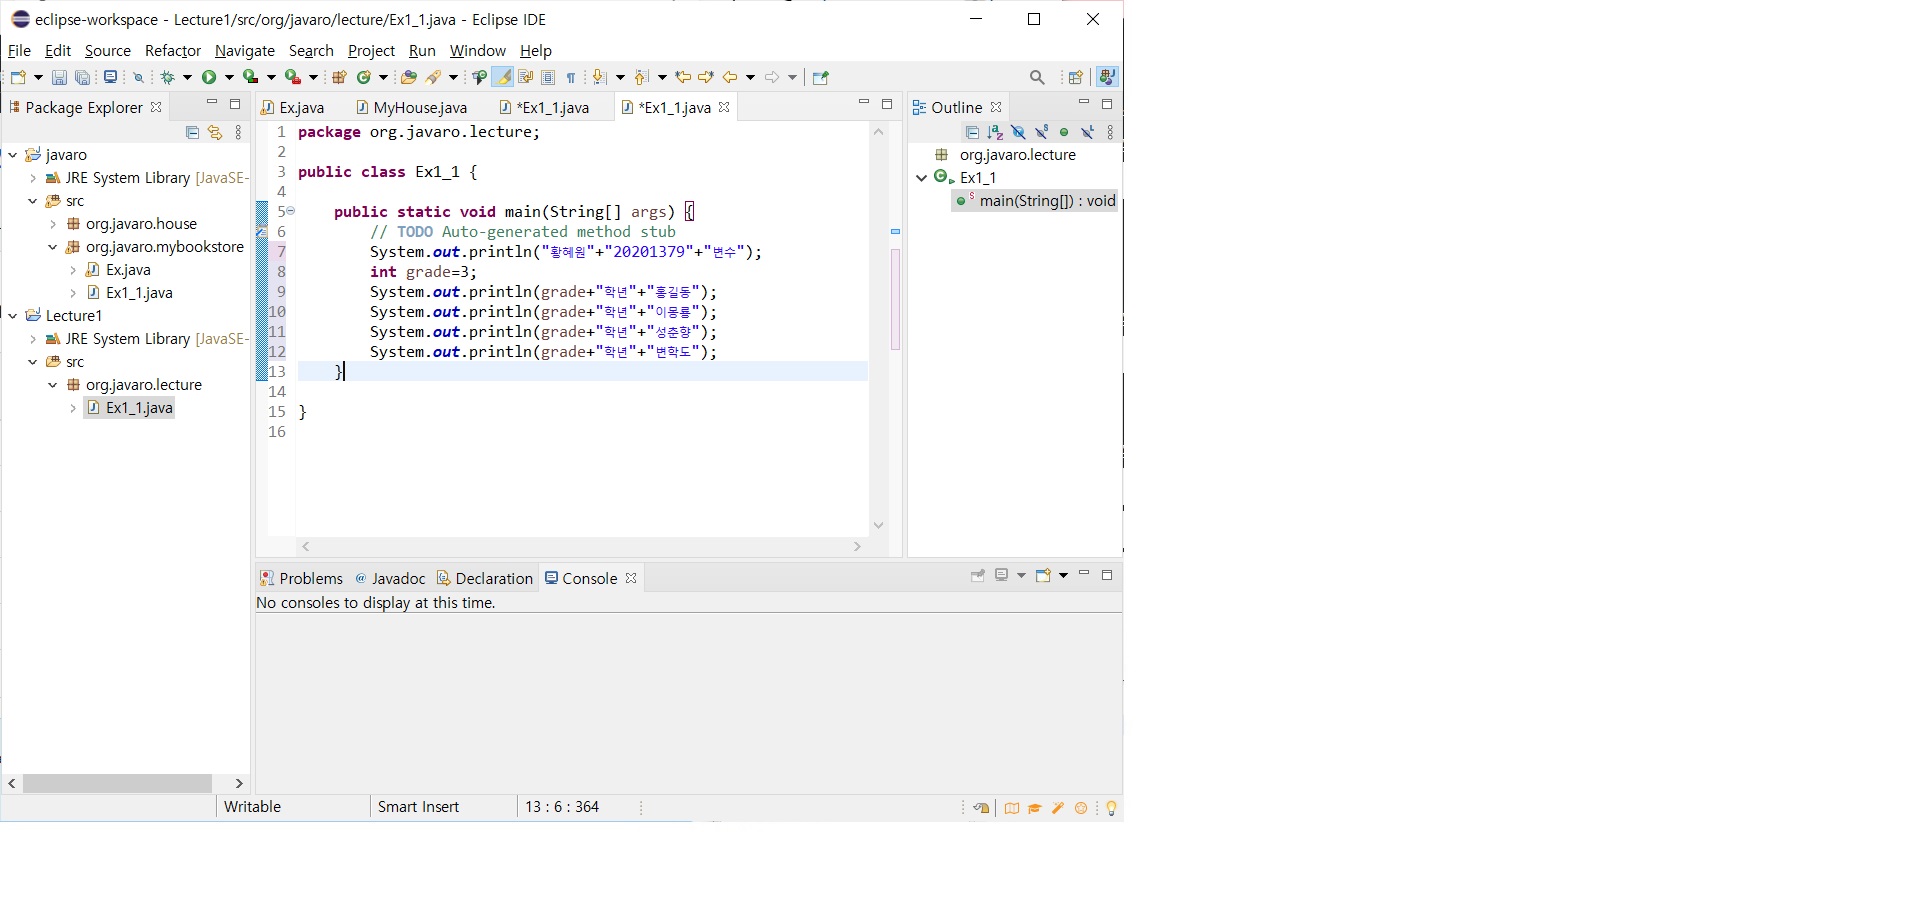 eclipse-workspace - Lecture1/src/org/javaro/lecture/Ex1_1.java - Eclipse IDE
File Edit Source Refactor Navigate Search Project Run Window Help
Package Explorer
javaro
JRE System Library [JavaSE-
src
org.javaro.house
org.javaro.mybookstore
Ex.java
Ex1_1.java
Lecture1
JRE System Library [JavaSE-
src
org.javaro.lecture
Ex1_1.java
Ex.java MyHouse.java *Ex1_1.java *Ex1_1.java
1 package org.javaro.lecture;
2
3 public class Ex1_1 {
4
5 public static void main(String[] args) {
6 // TODO Auto-generated method stub
7 System.out.println("황혜원"+"20201379"+"변수");
8 int grade=3;
9 System.out.println(grade+"학년"+"홍길동");
10 System.out.println(grade+"학년"+"이몽룡");
11 System.out.println(grade+"학년"+"성춘향");
12 System.out.println(grade+"학년"+"변학도");
13 }
14
15 }
16
Outline
org.javaro.lecture
Ex1_1
main(String[]) : void
Problems @ Javadoc Declaration Console
No consoles to display at this time.
Writable Smart Insert 13 : 6 : 364